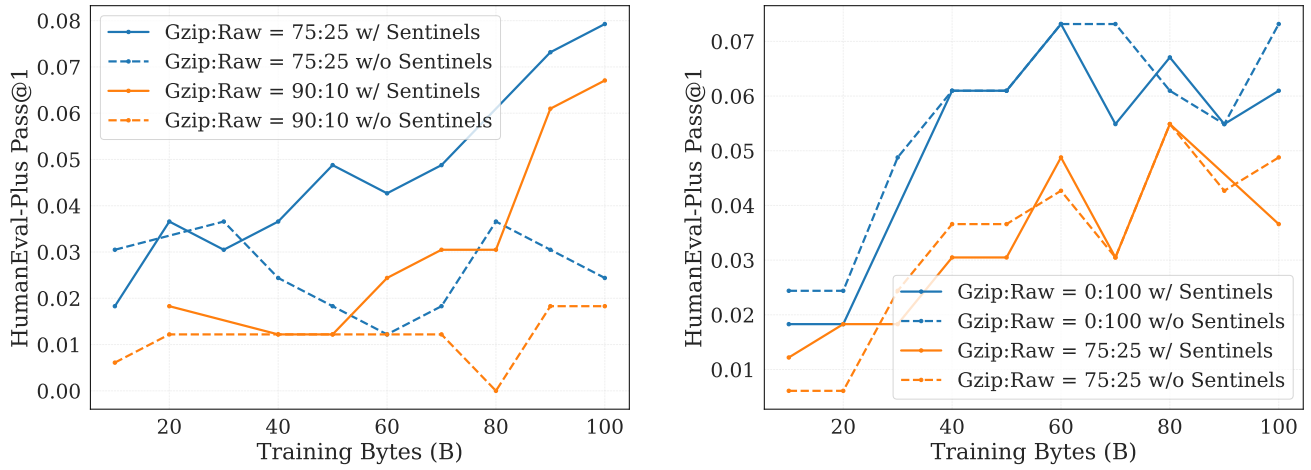 HumanEval-Plus Pass@1
0.08
0.07
0.06
0.05
0.04
0.03
0.02
0.01
0.00
Gzip:Raw = 75:25 w/ Sentinels
Gzip:Raw = 75:25 w/o Sentinels
Gzip:Raw = 90:10 w/ Sentinels
Gzip:Raw = 90:10 w/o Sentinels
20 40 60 80 100
Training Bytes (B)
HumanEval-Plus Pass@1
0.07
0.06
0.05
0.04
0.03
0.02
0.01
Gzip:Raw = 0:100 w/ Sentinels
Gzip:Raw = 0:100 w/o Sentinels
Gzip:Raw = 75:25 w/ Sentinels
Gzip:Raw = 75:25 w/o Sentinels
20 40 60 80 100
Training Bytes (B)